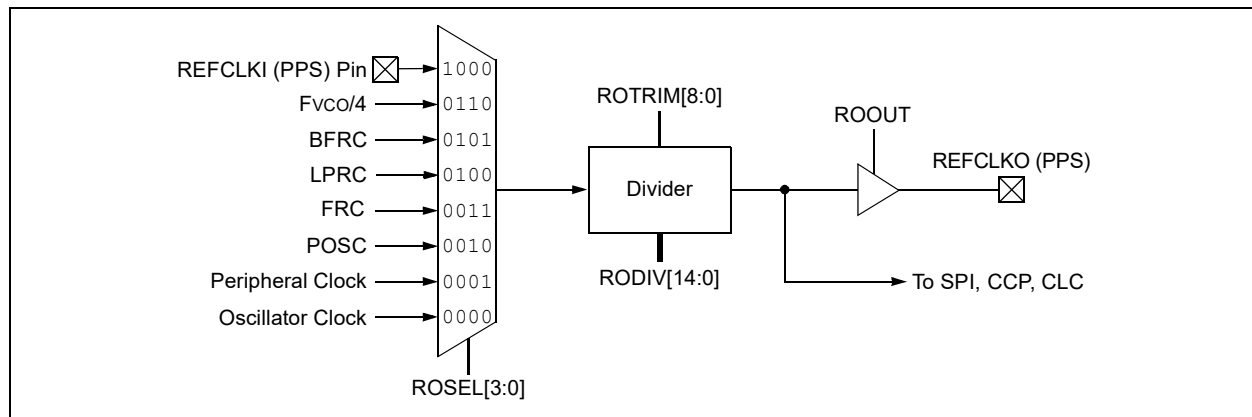 REFCLKI (PPS) Pin 1000
FVCO/4 0110
BFRC 0101
LPRC 0100
FRC 0011
POSC 0010
Peripheral Clock 0001
Oscillator Clock 0000
ROSEL[3:0]
ROTRIM[8:0]
Divider
RODIV[14:0]
ROOUT
REFCLKO (PPS)
To SPI, CCP, CLC